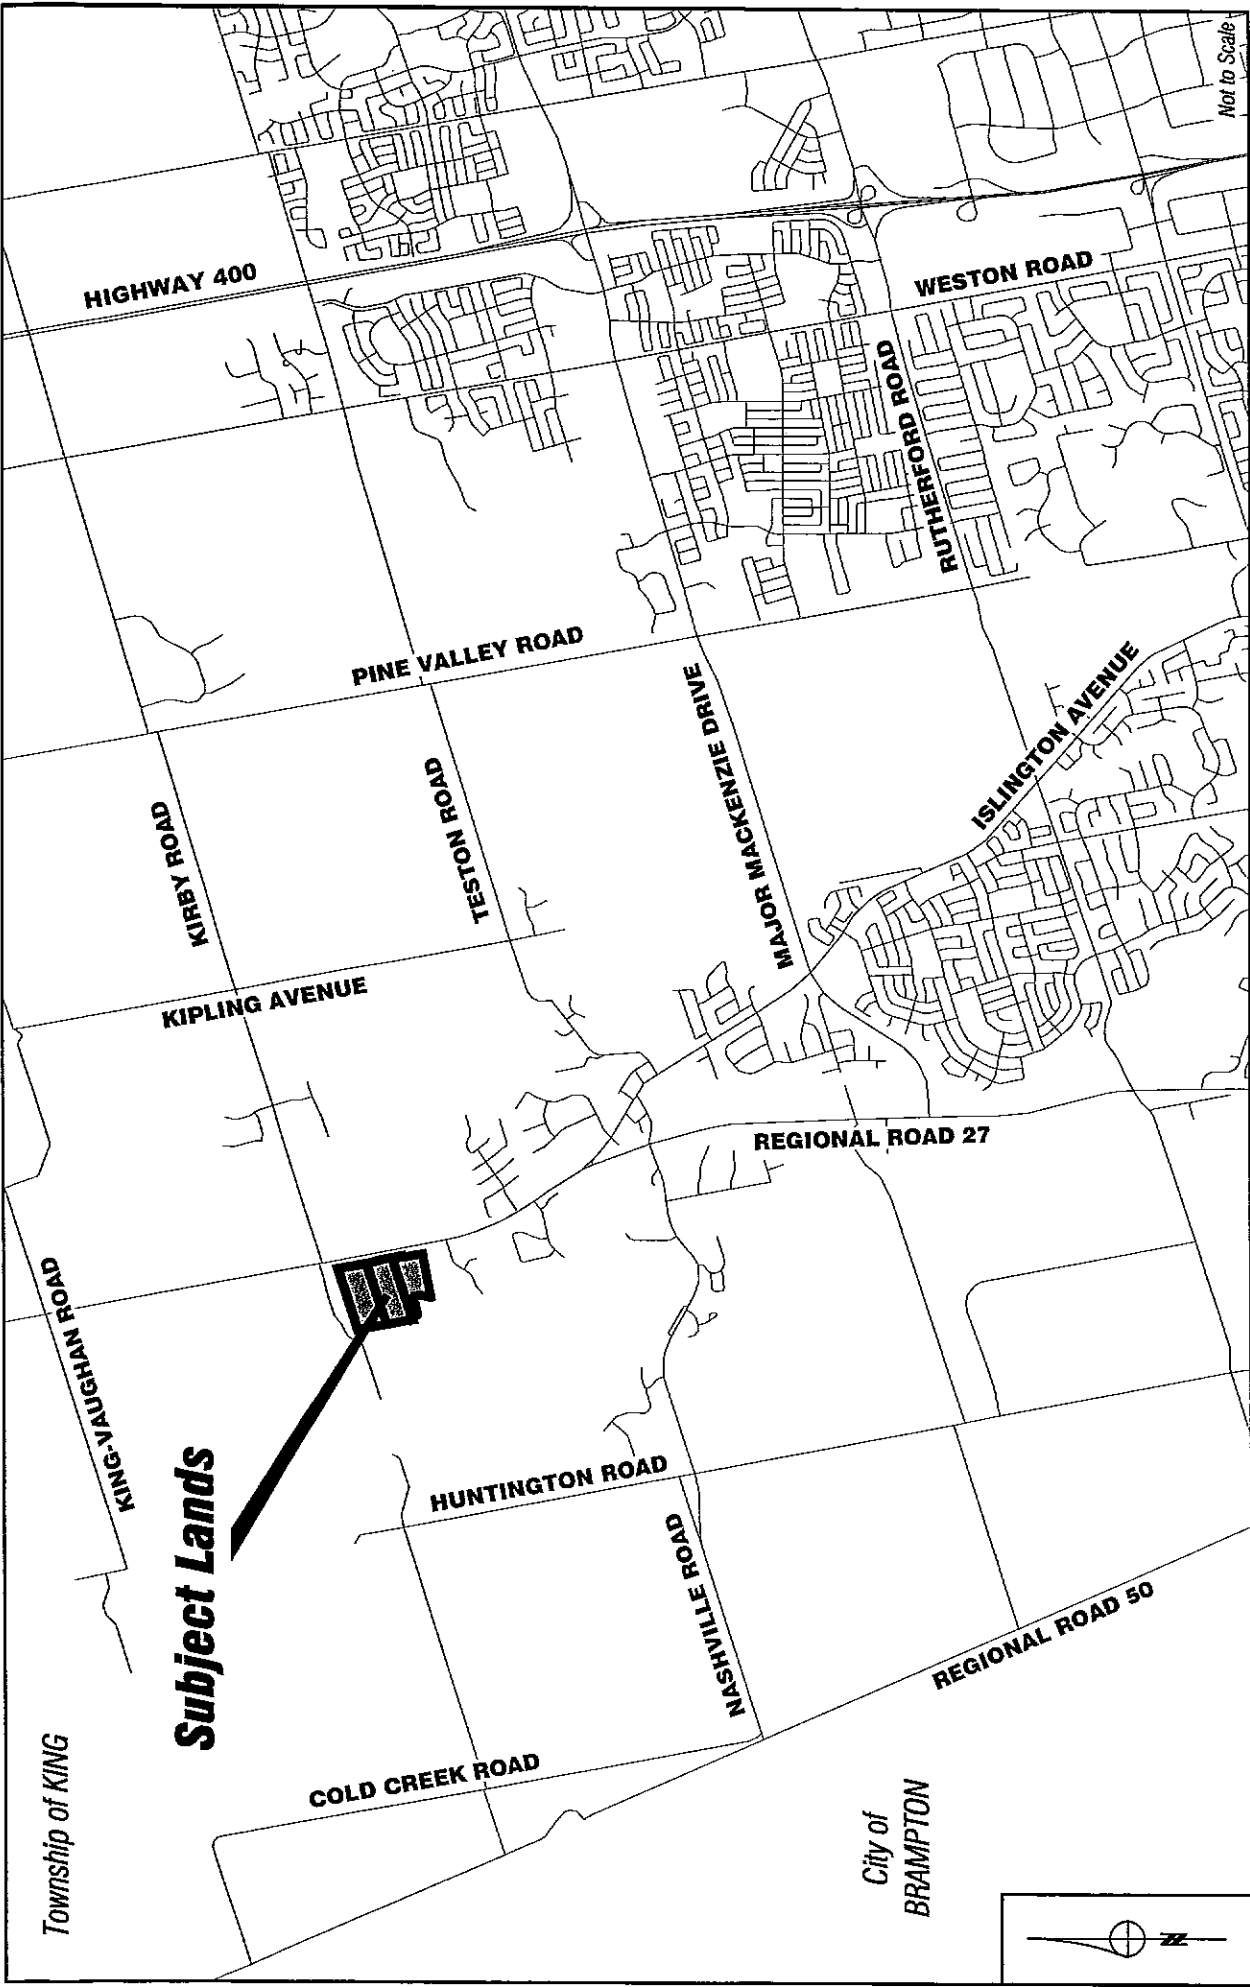 Not to Scale
HIGHWAY 400
WESTON ROAD
RUTHERFORD ROAD
PINE VALLEY ROAD
ISLINGTON AVENUE
MAJOR MACKENZIE DRIVE
TESTON ROAD
KIRBY ROAD
KIPLING AVENUE
REGIONAL ROAD 27
KING-VAUGHAN ROAD
Subject Lands
HUNTINGTON ROAD
NASHVILLE ROAD
REGIONAL ROAD 50
COLD CREEK ROAD
Township of KING
City of
BRAMPTON
N